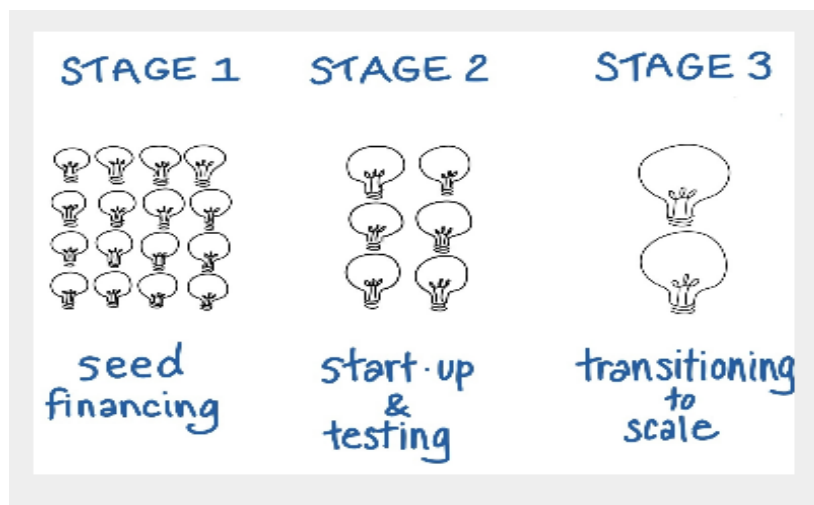 STAGE 1
STAGE 2
STAGE 3
seed
financing
start-up
&
testing
transitioning
to
scale